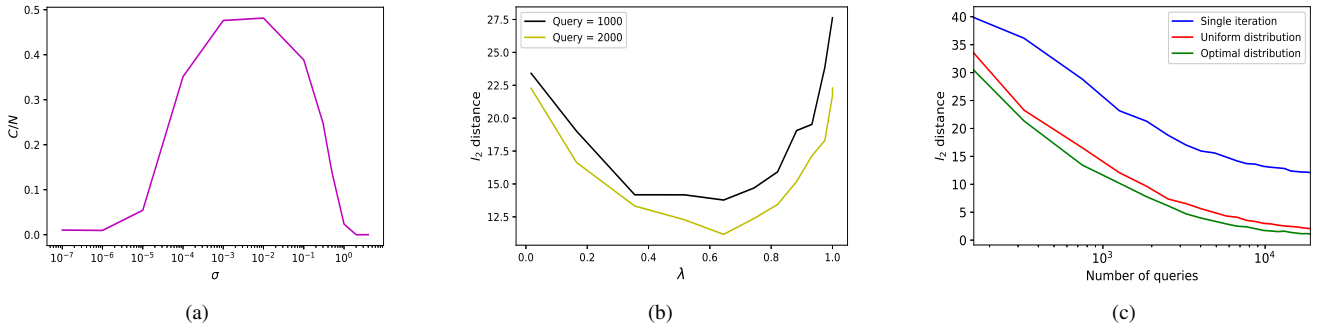 0.5
0.4
0.3
0.2
0.1
0.0
C/N
10⁻⁷ 10⁻⁶ 10⁻⁵ 10⁻⁴ 10⁻³ 10⁻² 10⁻¹ 10⁰
σ
(a)
27.5
25.0
22.5
20.0
17.5
15.0
12.5
l₂ distance
Query = 1000
Query = 2000
0.0 0.2 0.4 0.6 0.8 1.0
λ
(b)
40
35
30
25
20
15
10
5
0
l₂ distance
Single iteration
Uniform distribution
Optimal distribution
10³ 10⁴
Number of queries
(c)